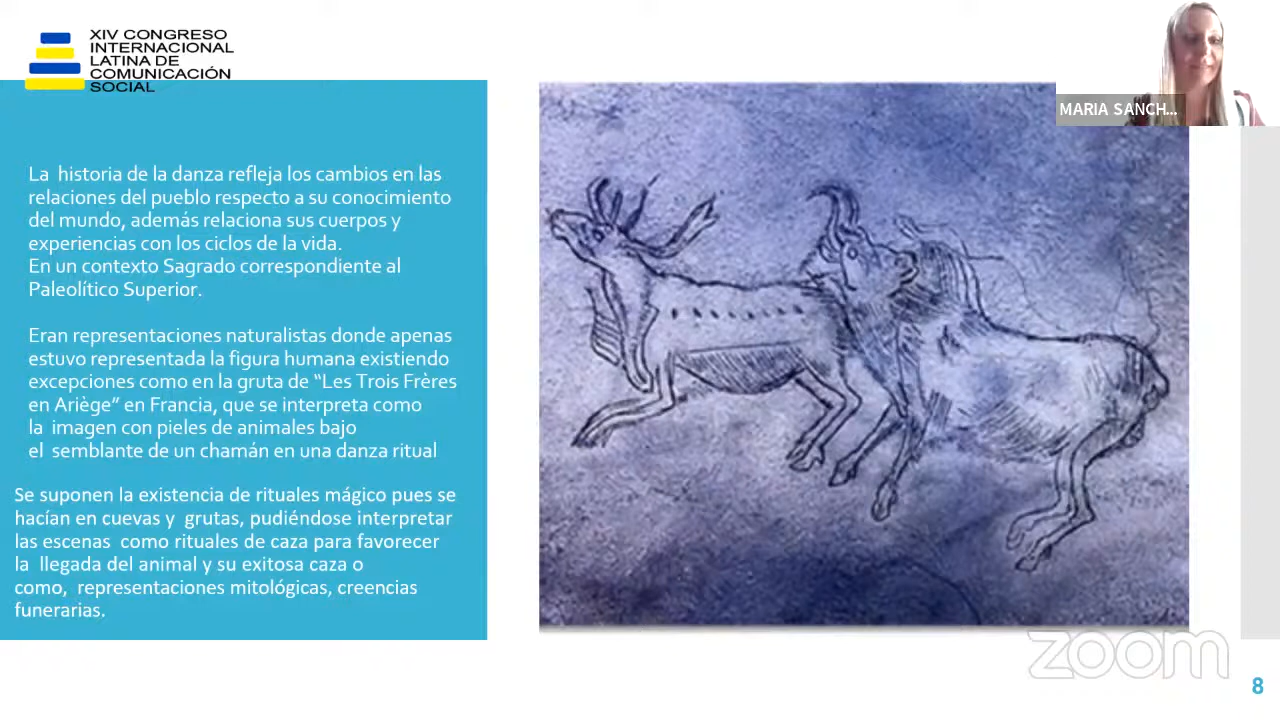 XIV CONGRESO
INTERNACIONAL
LATINA DE
COMUNICACIÓN
SOCIAL
MARIA SANCH...
La historia de la danza refleja los cambios en las
relaciones del pueblo respecto a su conocimiento
del mundo, además relaciona sus cuerpos y
experiencias con los ciclos de la vida.
En un contexto Sagrado correspondiente al
Paleolítico Superior.
Eran representaciones naturalistas donde apenas
estuvo representada la figura humana existiendo
excepciones como en la gruta de “Les Trois Frères
en Ariège” en Francia, que se interpreta como
la imagen con pieles de animales bajo
el semblante de un chamán en una danza ritual
Se suponen la existencia de rituales mágico pues se
hacían en cuevas y grutas, pudiéndose interpretar
las escenas como rituales de caza para favorecer
la llegada del animal y su exitosa caza o
como, representaciones mitológicas, creencias
funerarias.
zoom
8